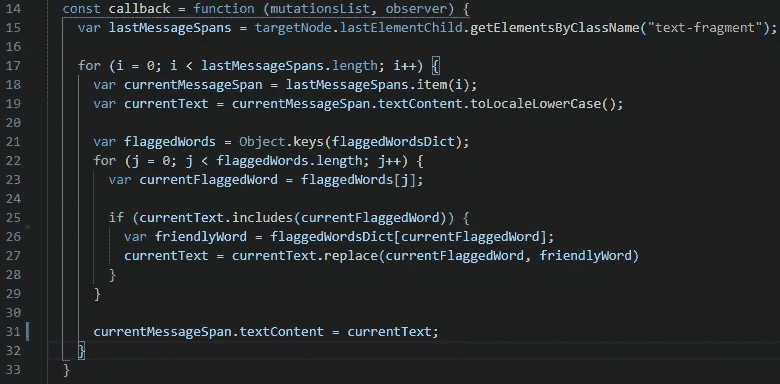 14 const callback = function (mutationsList, observer) {
15 var lastMessageSpans = targetNode.lastElementChild.getElementsByClassName("text-fragment");
16
17 for (i = 0; i < lastMessageSpans.length; i++) {
18 var currentMessageSpan = lastMessageSpans.item(i);
19 var currentText = currentMessageSpan.textContent.toLocaleLowerCase();
20
21 var flaggedWords = Object.keys(flaggedWordsDict);
22 for (j = 0; j < flaggedWords.length; j++) {
23 var currentFlaggedWord = flaggedWords[j];
24
25 if (currentText.includes(currentFlaggedWord)) {
26 var friendlyWord = flaggedWordsDict[currentFlaggedWord];
27 currentText = currentText.replace(currentFlaggedWord, friendlyWord)
28 }
29 }
30
31 currentMessageSpan.textContent = currentText;
32 }
33 }